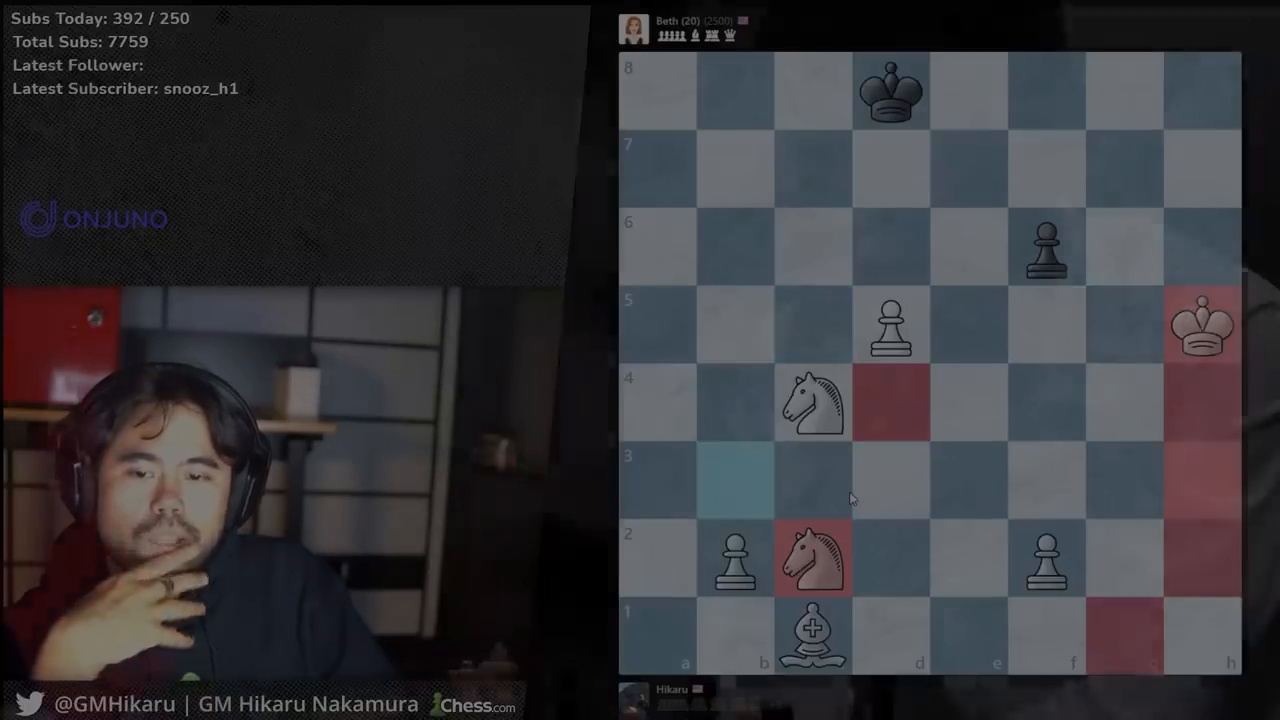 Subs Today: 392 / 250
Total Subs: 7759
Latest Follower:
Latest Subscriber: snooz_h1
ONJUNO
@GMHikaru | GM Hikaru Nakamura Chess.com
Beth (20) (2500)
8
7
6
5
4
3
2
1
a b c d e f g h
Hikaru